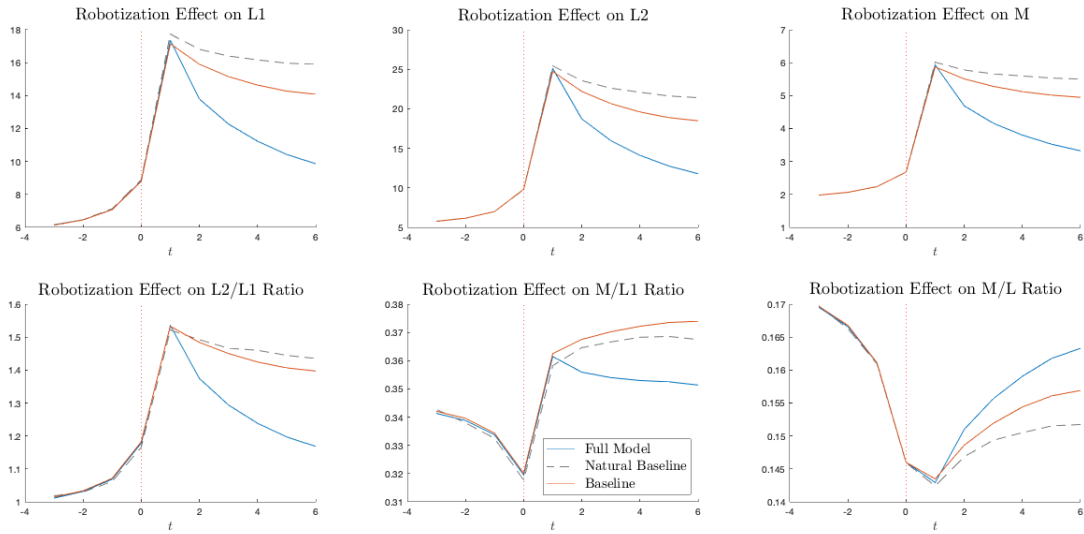 Robotization Effect on L1
18
16
14
12
10
8
6
-4 -2 0 2 4 6
t
Robotization Effect on L2
30
25
20
15
10
5
-4 -2 0 2 4 6
t
Robotization Effect on M
7
6
5
4
3
2
1
-4 -2 0 2 4 6
t
Robotization Effect on L2/L1 Ratio
1.6
1.5
1.4
1.3
1.2
1.1
1
-4 -2 0 2 4 6
t
Robotization Effect on M/L1 Ratio
0.38
0.37
0.36
0.35
0.34
0.33
0.32
0.31
Full Model
Natural Baseline
Baseline
-4 -2 0 2 4 6
t
Robotization Effect on M/L Ratio
0.17
0.165
0.16
0.155
0.15
0.145
0.14
-4 -2 0 2 4 6
t